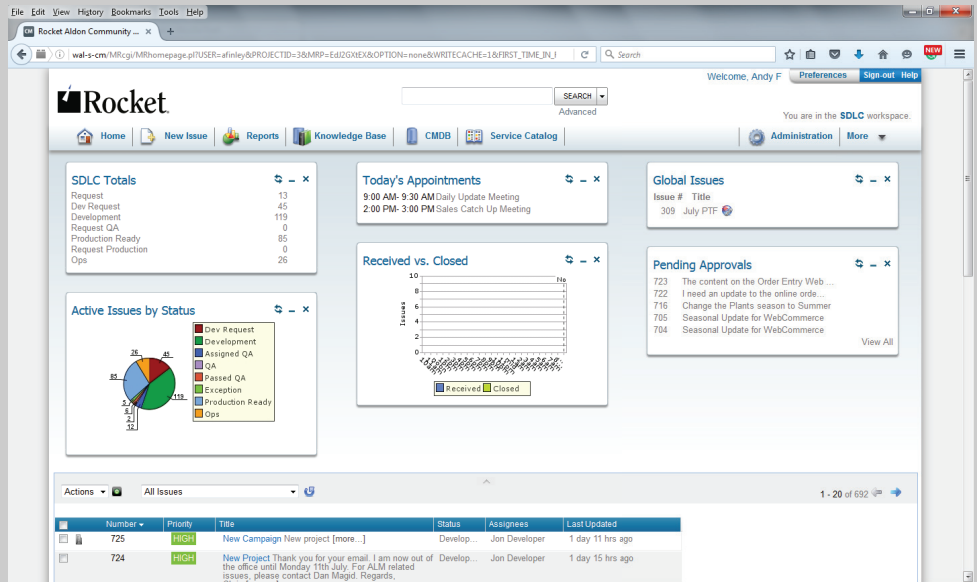 File Edit View History Bookmarks Tools Help
CM Rocket Aldon Community ... × +
wal-s-cm/MRcgi/MRhomepage.pl?USER=afinley&PROJECTID=3&MRP=EdJ2GXtEX&OPTION=none&WRITECACHE=1&FIRST_TIME_IN_I
Search
NEW
Welcome, Andy F Preferences Sign-out Help
Rocket.
SEARCH
Advanced
You are in the SDLC workspace.
Home New Issue Reports Knowledge Base CMDB Service Catalog Administration More
SDLC Totals
Request 13
Dev Request 45
Development 119
Request QA 0
Production Ready 85
Request Production 0
Ops 26
Today's Appointments
9:00 AM- 9:30 AM Daily Update Meeting
2:00 PM- 3:00 PM Sales Catch Up Meeting
Global Issues
Issue # Title
309 July PTF
Received vs. Closed
10
8
6
4
2
0
Issues
No
Received Closed
Pending Approvals
723 The content on the Order Entry Web ...
722 I need an update to the online orde...
716 Change the Plants season to Summer
705 Seasonal Update for WebCommerce
704 Seasonal Update for WebCommerce
View All
Active Issues by Status
26 45
85
119
5
6
2
12
Dev Request
Development
Assigned QA
QA
Passed QA
Exception
Production Ready
Ops
Actions All Issues 1 - 20 of 692
Number Priority Title Status Assignees Last Updated
725 HIGH New Campaign New project [more...] Develop... Jon Developer 1 day 11 hrs ago
724 HIGH New Project Thank you for your email. I am now out of Develop... Jon Developer 1 day 15 hrs ago
the office until Monday 11th July. For ALM related
issues, please contact Dan Magid. Regards,